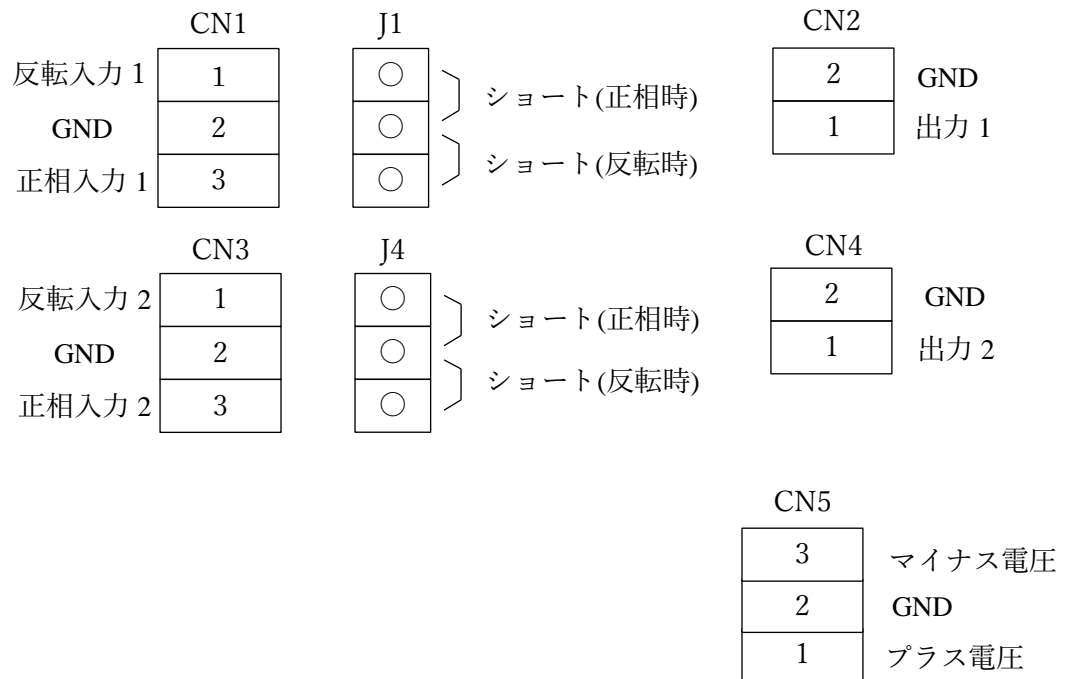 CN1
J1
CN2
反転入力 1
1
GND
2
正相入力 1
3
ショート(正相時)
ショート(反転時)
2
GND
1
出力 1
CN3
J4
CN4
反転入力 2
1
GND
2
正相入力 2
3
ショート(正相時)
ショート(反転時)
2
GND
1
出力 2
CN5
3
マイナス電圧
2
GND
1
プラス電圧